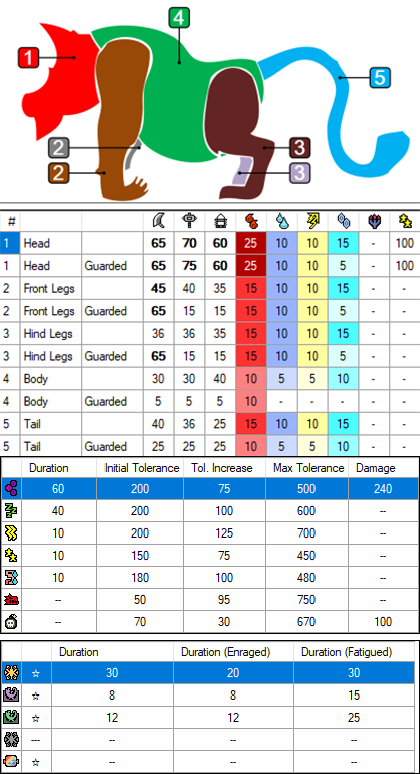 1
4
5
2
2
3
3
#
1 Head 65 70 60 25 10 10 15 - 100
1 Head Guarded 65 75 60 25 10 10 5 - 100
2 Front Legs 45 40 35 15 10 10 15 - -
2 Front Legs Guarded 65 15 15 15 10 10 5 - -
3 Hind Legs 36 36 35 15 10 10 15 - -
3 Hind Legs Guarded 65 15 15 15 10 10 5 - -
4 Body 30 30 40 10 5 5 10 - -
4 Body Guarded 5 5 5 10 - - - - -
5 Tail 40 36 25 15 10 10 15 - -
5 Tail Guarded 25 25 25 10 5 5 10 - -
Duration Initial Tolerance Tol. Increase Max Tolerance Damage
60 200 75 500 240
40 200 100 600 --
10 200 125 700 --
10 150 75 450 --
10 180 100 480 --
-- 50 95 750 --
-- 70 30 670 100
Duration Duration (Enraged) Duration (Fatigued)
☆ 30 20 30
☆ 8 8 15
☆ 12 12 25
--- -- -- --
☆ -- -- --